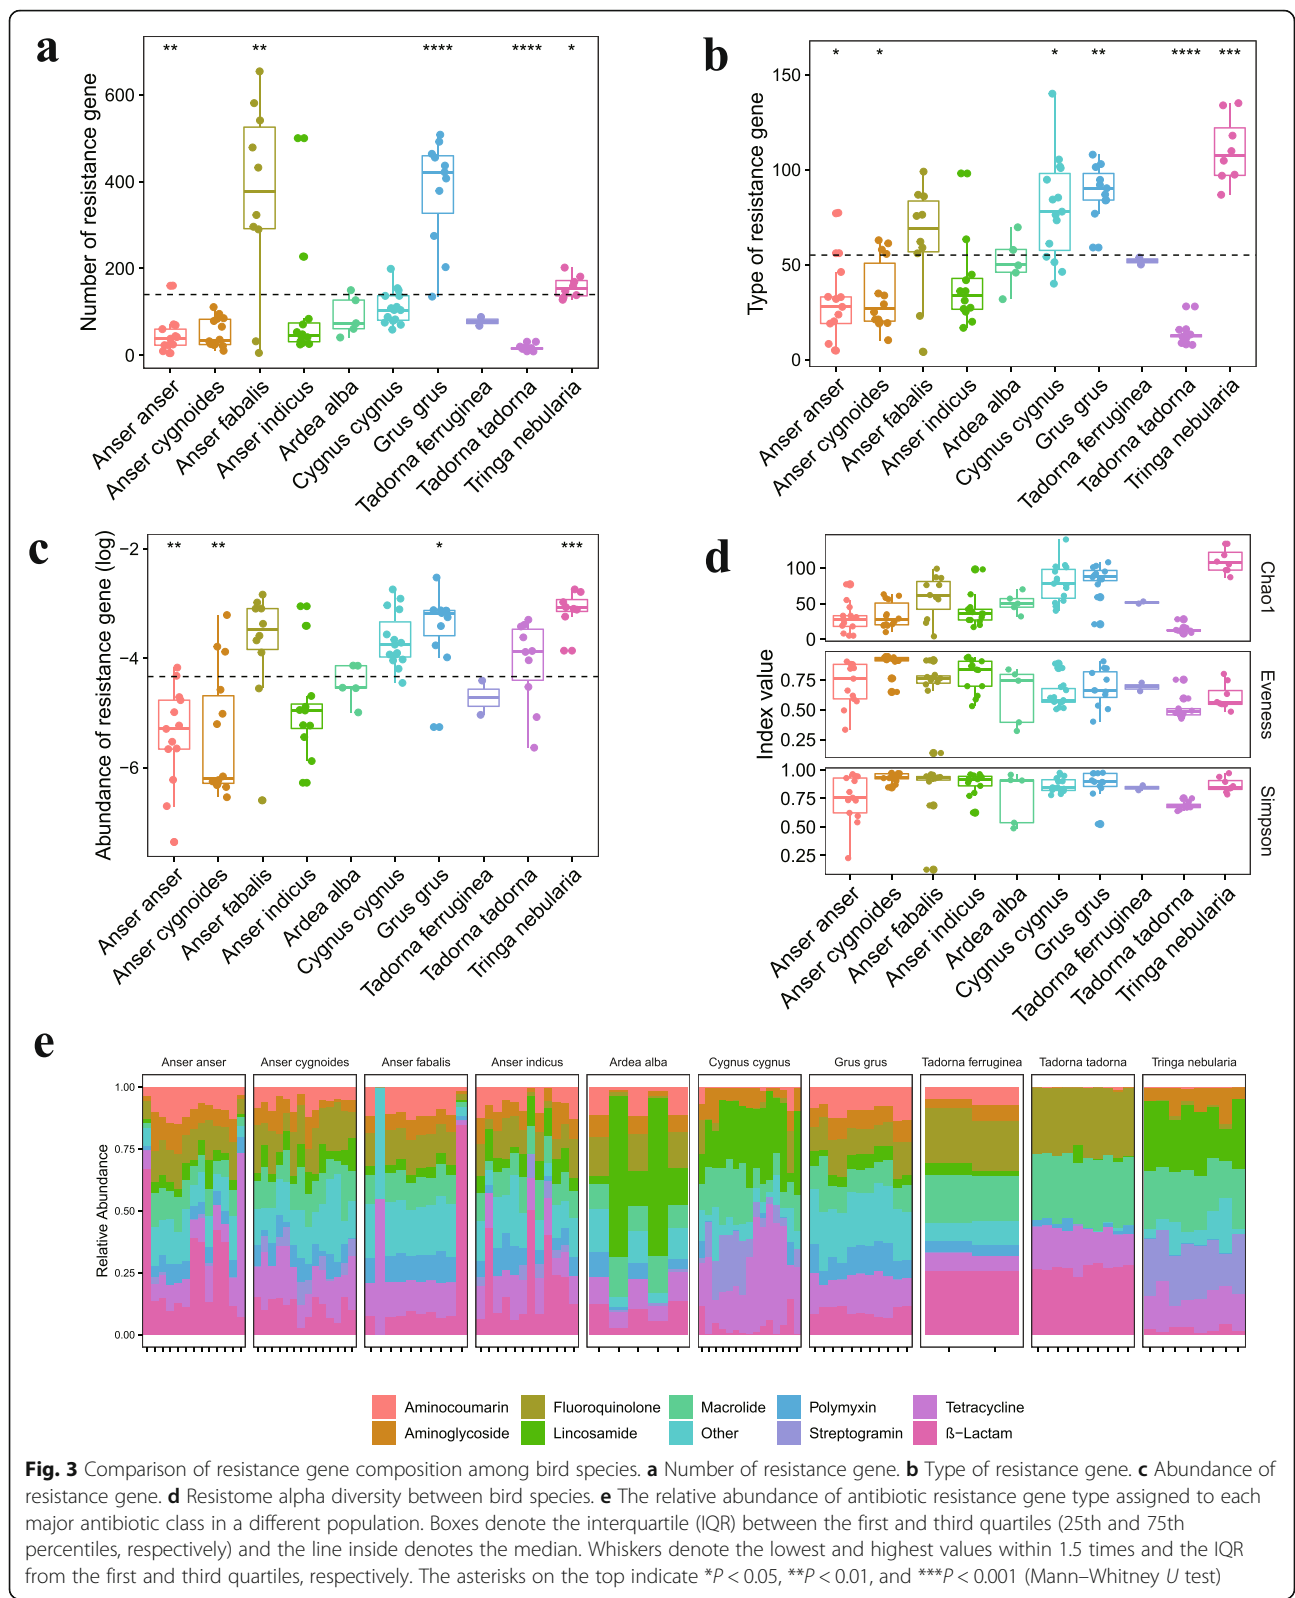 a
** ** **** **** *
Number of resistance gene
600
400
200
0
Anser anser
Anser cygnoides
Anser fabalis
Anser indicus
Ardea alba
Cygnus cygnus
Grus grus
Tadorna ferruginea
Tadorna tadorna
Tringa nebularia
b
* * * ** **** ***
Type of resistance gene
150
100
50
0
Anser anser
Anser cygnoides
Anser fabalis
Anser indicus
Ardea alba
Cygnus cygnus
Grus grus
Tadorna ferruginea
Tadorna tadorna
Tringa nebularia
c
** ** * ***
Abundance of resistance gene (log)
−2
−4
−6
Anser anser
Anser cygnoides
Anser fabalis
Anser indicus
Ardea alba
Cygnus cygnus
Grus grus
Tadorna ferruginea
Tadorna tadorna
Tringa nebularia
d
Index value
100
50
0
Chao1
0.75
0.50
0.25
Eveness
1.00
0.75
0.50
0.25
Simpson
Anser anser
Anser cygnoides
Anser fabalis
Anser indicus
Ardea alba
Cygnus cygnus
Grus grus
Tadorna ferruginea
Tadorna tadorna
Tringa nebularia
e
Anser anser Anser cygnoides Anser fabalis Anser indicus Ardea alba Cygnus cygnus Grus grus Tadorna ferruginea Tadorna tadorna Tringa nebularia
Relative Abundance
1.00
0.75
0.50
0.25
0.00
Aminocoumarin Fluoroquinolone Macrolide Polymyxin Tetracycline
Aminoglycoside Lincosamide Other Streptogramin ß−Lactam
Fig. 3 Comparison of resistance gene composition among bird species. a Number of resistance gene. b Type of resistance gene. c Abundance of
resistance gene. d Resistome alpha diversity between bird species. e The relative abundance of antibiotic resistance gene type assigned to each
major antibiotic class in a different population. Boxes denote the interquartile (IQR) between the first and third quartiles (25th and 75th
percentiles, respectively) and the line inside denotes the median. Whiskers denote the lowest and highest values within 1.5 times and the IQR
from the first and third quartiles, respectively. The asterisks on the top indicate *P < 0.05, **P < 0.01, and ***P < 0.001 (Mann–Whitney U test)